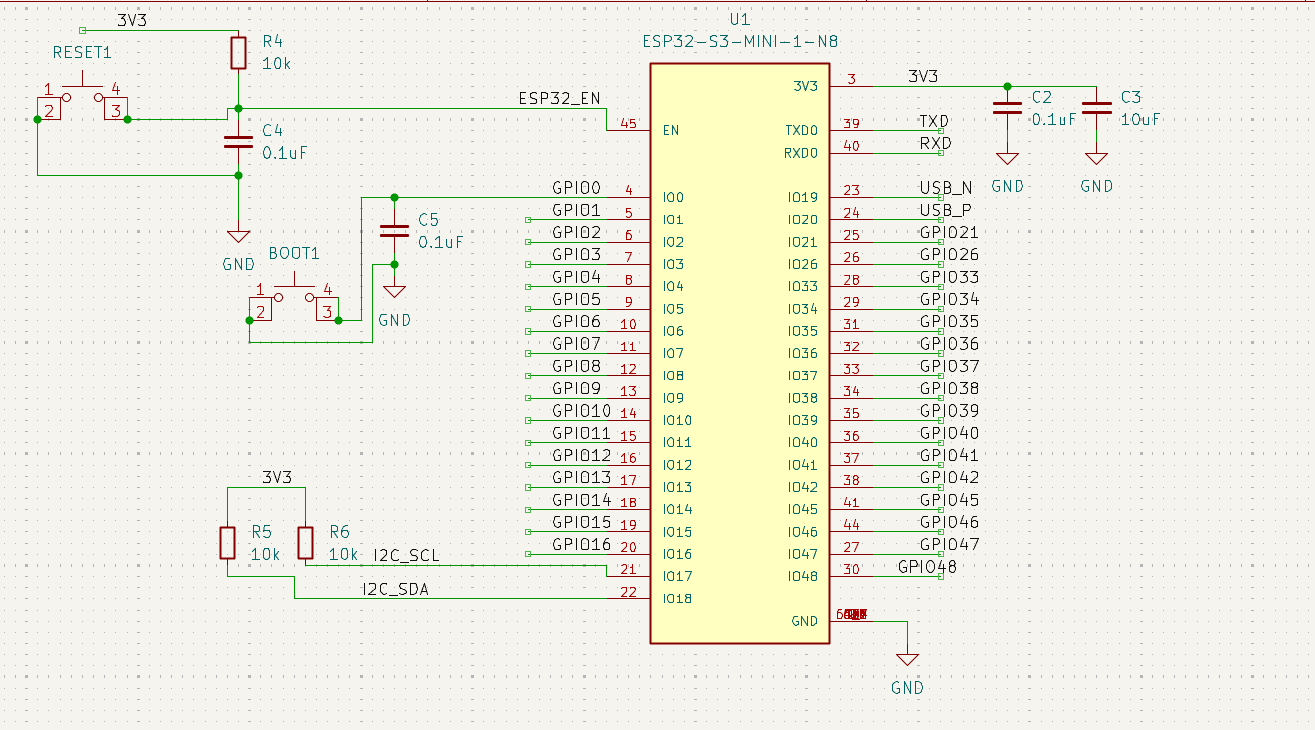 3V3
RESET1
1
4
2
3
R4
10k
C4
0.1uF
GND
ESP32_EN
U1
ESP32-S3-MINI-1-N8
45 EN
GPIO0 4 IO0
GPIO1 5 IO1
GPIO2 6 IO2
GPIO3 7 IO3
GPIO4 8 IO4
GPIO5 9 IO5
GPIO6 10 IO6
GPIO7 11 IO7
GPIO8 12 IO8
GPIO9 13 IO9
GPIO10 14 IO10
GPIO11 15 IO11
GPIO12 16 IO12
GPIO13 17 IO13
GPIO14 18 IO14
GPIO15 19 IO15
GPIO16 20 IO16
21 IO17
22 IO18
C5
0.1uF
GND
BOOT1
1
4
2
3
3V3
R5
10k
R6
10k
I2C_SCL
I2C_SDA
3V3 3 3V3
TXD0 39 TXD
RXD0 40 RXD
IO19 23 USB_N
IO20 24 USB_P
IO21 25 GPIO21
IO26 26 GPIO26
IO33 28 GPIO33
IO34 29 GPIO34
IO35 31 GPIO35
IO36 32 GPIO36
IO37 33 GPIO37
IO38 34 GPIO38
IO39 35 GPIO39
IO40 36 GPIO40
IO41 37 GPIO41
IO42 38 GPIO42
IO45 41 GPIO45
IO46 44 GPIO46
IO47 27 GPIO47
IO48 30 GPIO48
GND
GND
C2
0.1uF
GND
C3
10uF
GND